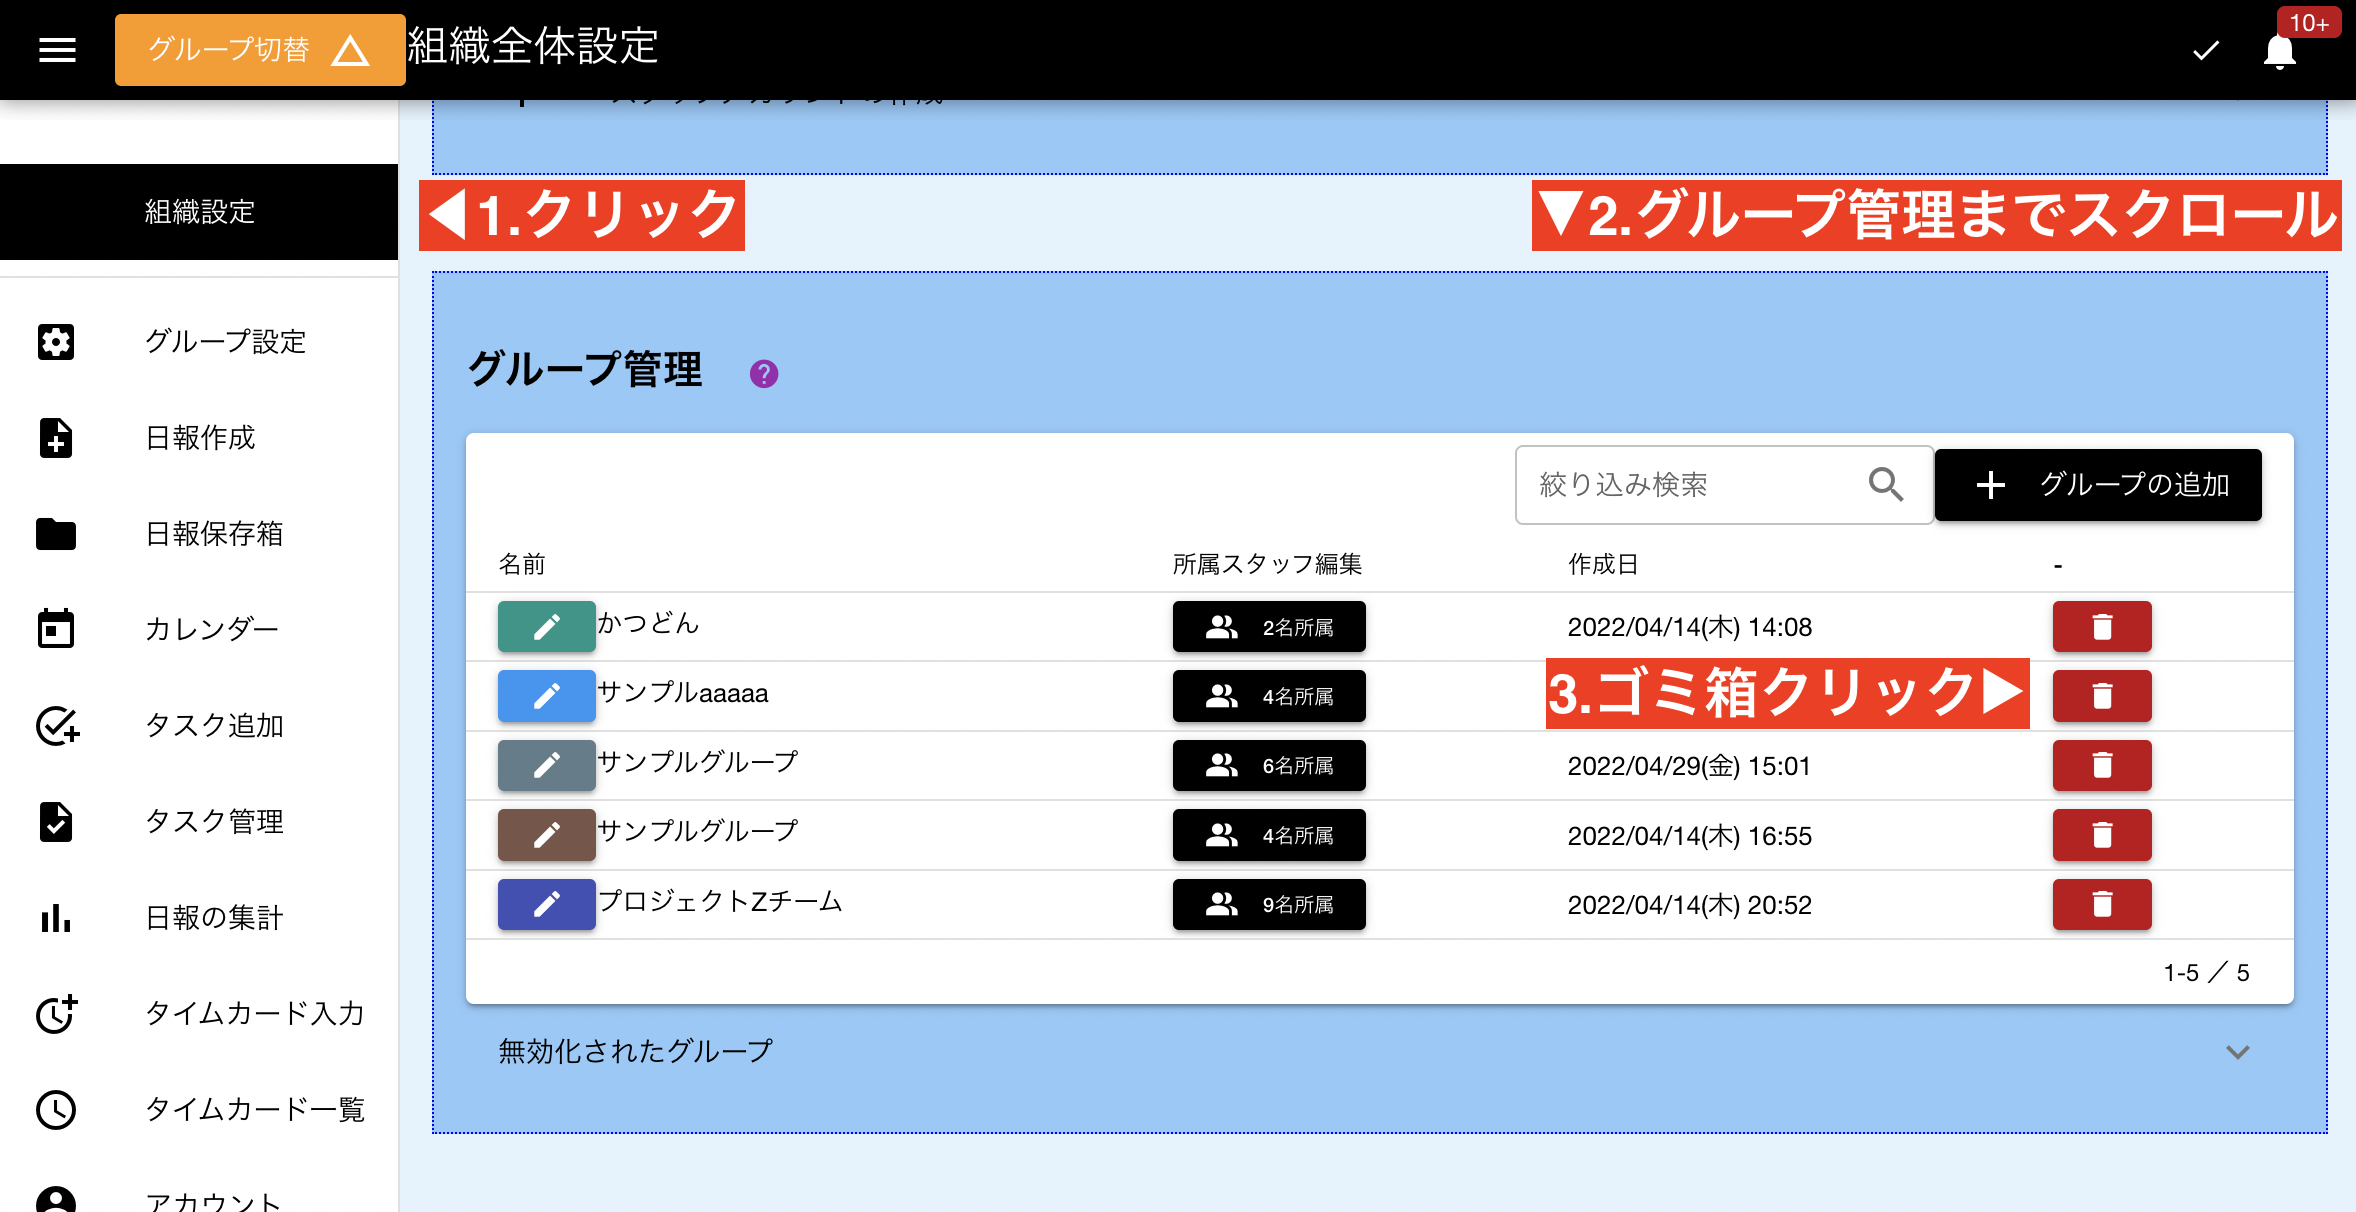 グループ切替
組織全体設定
10+
組織設定
◀1.クリック
▼2.グループ管理までスクロール
グループ設定
日報作成
日報保存箱
カレンダー
タスク追加
タスク管理
日報の集計
タイムカード入力
タイムカード一覧
アカウント
グループ管理
?
絞り込み検索
グループの追加
名前 所属スタッフ編集 作成日 -
かつどん 2名所属 2022/04/14(木) 14:08
サンプルaaaaa 4名所属 3.ゴミ箱クリック▶
サンプルグループ 6名所属 2022/04/29(金) 15:01
サンプルグループ 4名所属 2022/04/14(木) 16:55
プロジェクトZチーム 9名所属 2022/04/14(木) 20:52
1-5 ／ 5
無効化されたグループ